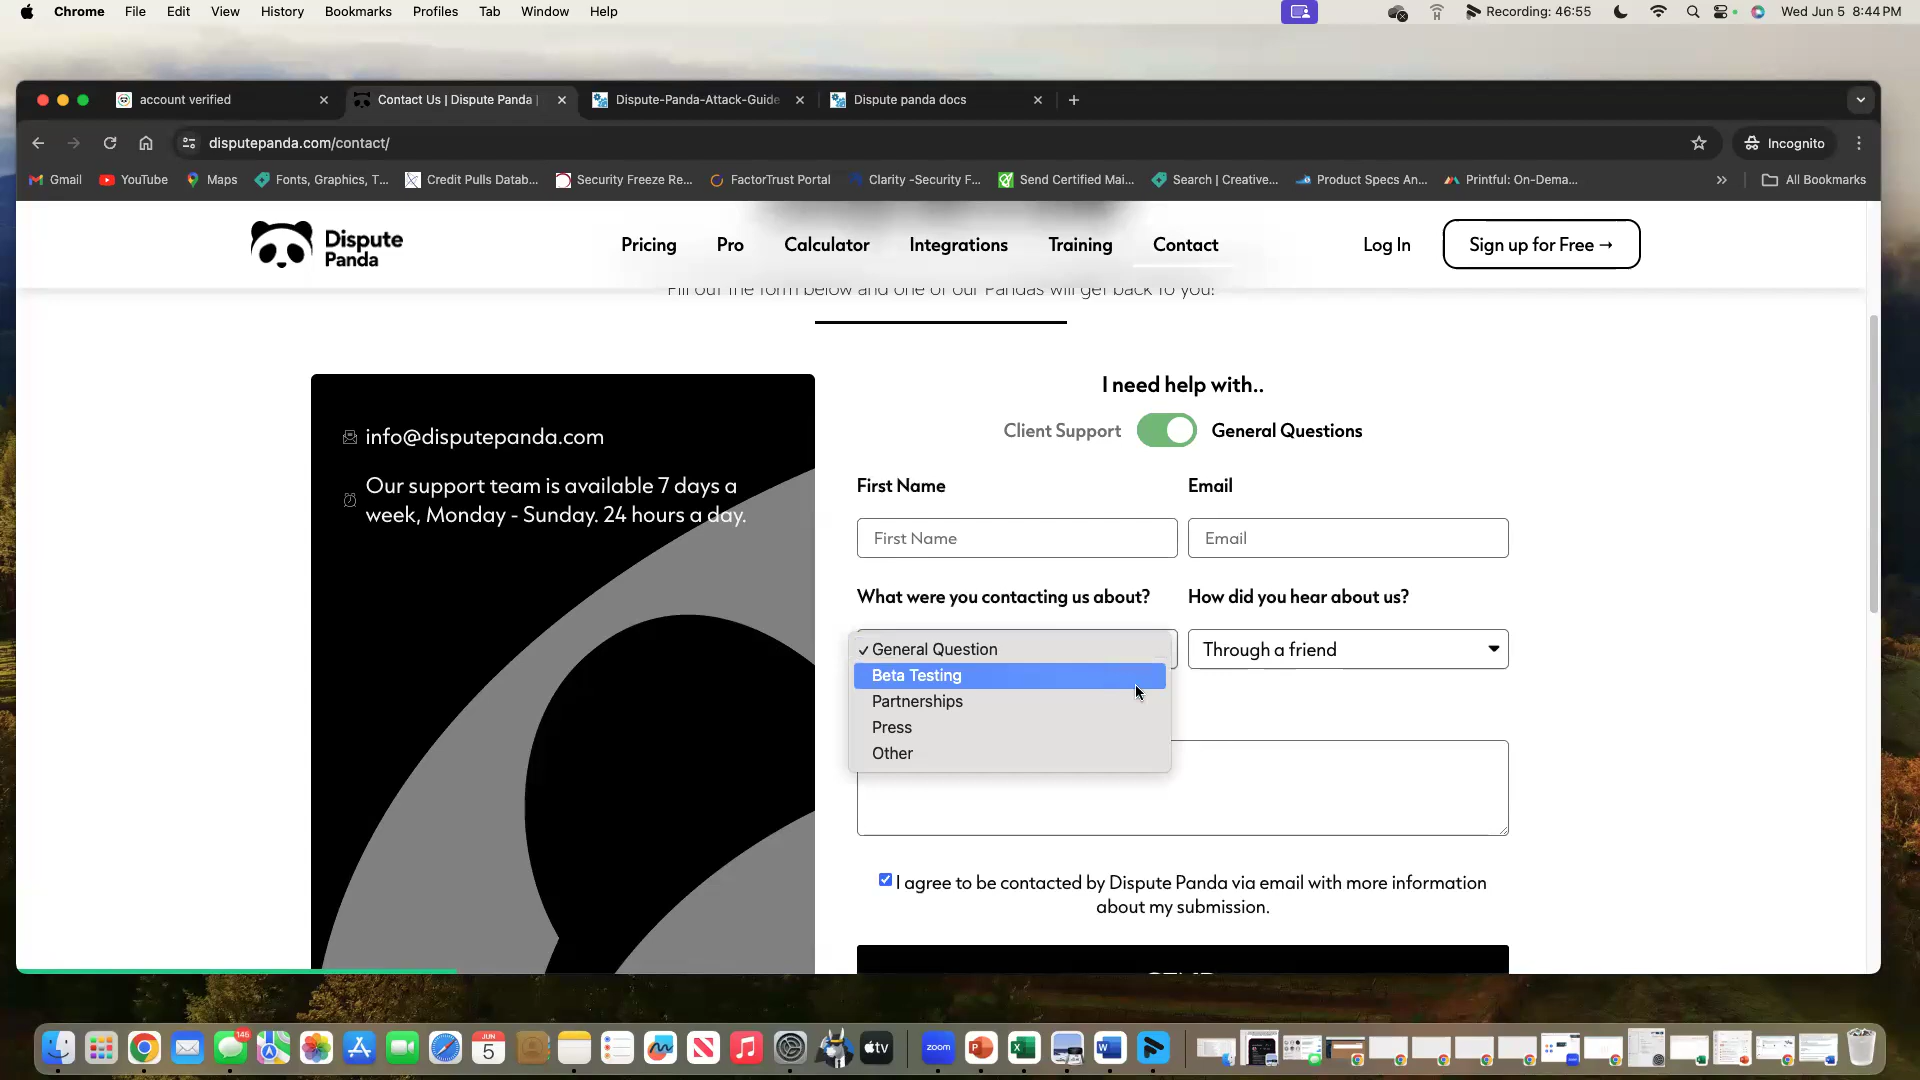 Chrome File Edit View History Bookmarks Profiles Tab Window Help
Recording: 46:55 Wed Jun 5 8:44 PM
account verified
Contact Us | Dispute Panda |
Dispute-Panda-Attack-Guide
Dispute panda docs
disputepanda.com/contact/
Incognito
Gmail YouTube Maps Fonts, Graphics, T... Credit Pulls Datab... Security Freeze Re... FactorTrust Portal Clarity -Security F... Send Certified Mai... Search | Creative... Product Specs An... Printful: On-Dema... » All Bookmarks
Dispute
Panda
Pricing Pro Calculator Integrations Training Contact Log In Sign up for Free →
Fill out the form below and one of our Pandas will get back to you!
info@disputepanda.com
Our support team is available 7 days a
week, Monday - Sunday. 24 hours a day.
I need help with..
Client Support General Questions
First Name Email
First Name Email
What were you contacting us about? How did you hear about us?
✓ General Question
Beta Testing
Partnerships
Press
Other
Through a friend
I agree to be contacted by Dispute Panda via email with more information
about my submission.
SEND
146
JUN
5
tv
zoom